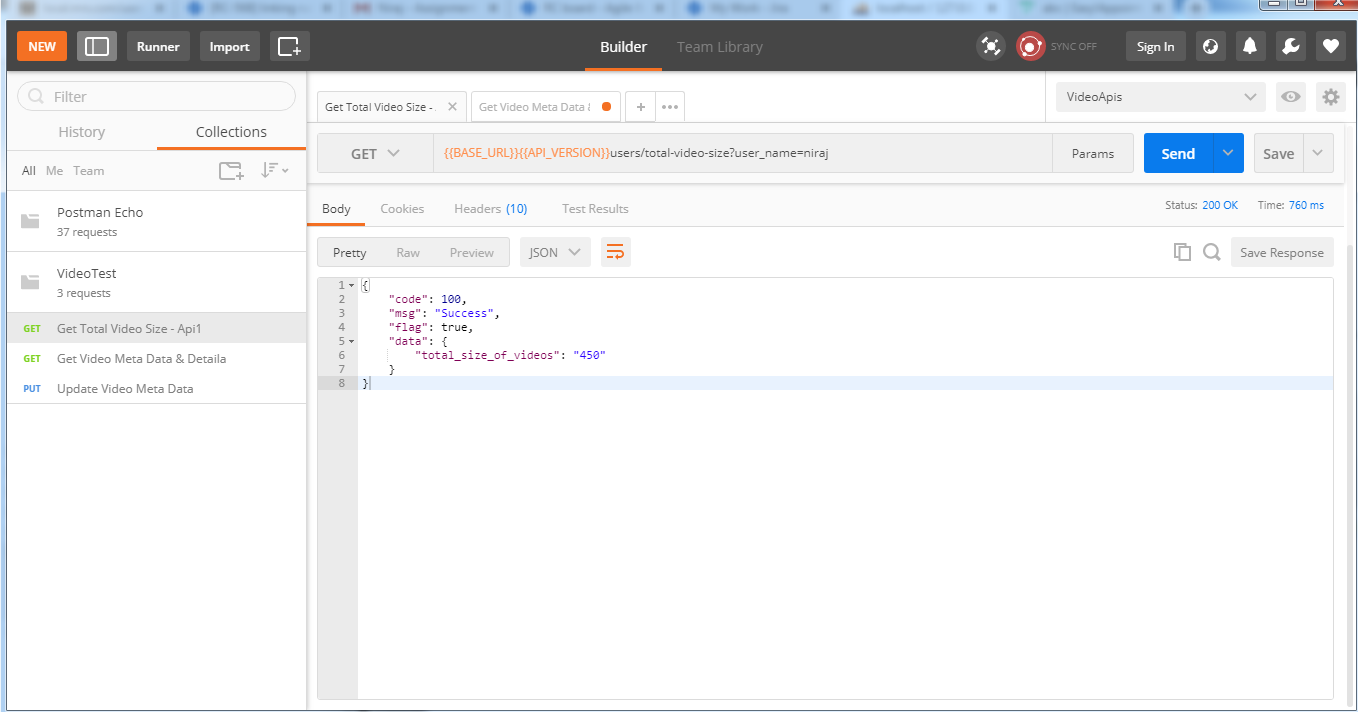 NEW Runner Import Builder Team Library SYNC OFF Sign In
Filter
History Collections
All Me Team
Postman Echo
37 requests
VideoTest
3 requests
GET Get Total Video Size - Api1
GET Get Video Meta Data & Detaila
PUT Update Video Meta Data
Get Total Video Size - Get Video Meta Data & VideoApis
GET {{BASE_URL}}{{API_VERSION}}users/total-video-size?user_name=niraj Params Send Save
Body Cookies Headers (10) Test Results Status: 200 OK Time: 760 ms
Pretty Raw Preview JSON Save Response
1 {
2 "code": 100,
3 "msg": "Success",
4 "flag": true,
5 "data": {
6 "total_size_of_videos": "450"
7 }
8 }